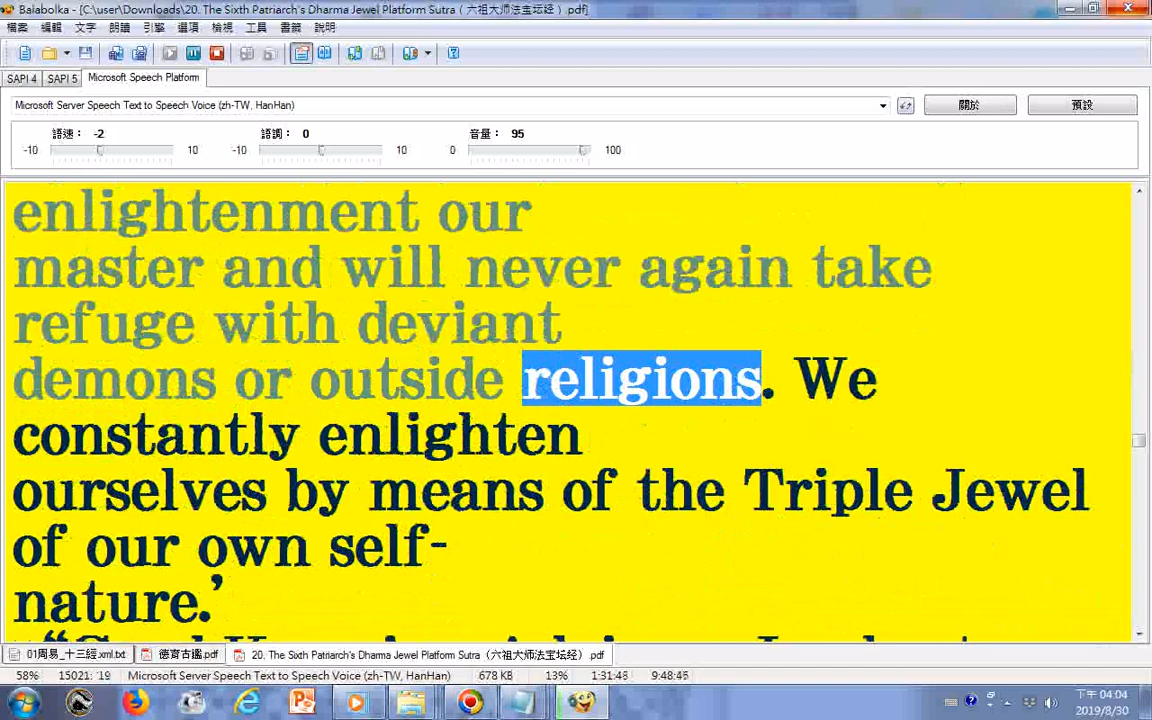 Balabolka - [C:\user\Downloads\20. The Sixth Patriarch's Dharma Jewel Platform Sutra（六祖大师法宝坛经）.pdf]
檔案 編輯 文字 朗讀 引擎 選項 檢視 工具 書籤 說明
SAPI 4 SAPI 5 Microsoft Speech Platform
Microsoft Server Speech Text to Speech Voice (zh-TW, HanHan) 關於 預設
語速： -2 語調： 0 音量： 95
-10 10 -10 10 0 100
enlightenment our
master and will never again take
refuge with deviant
demons or outside religions. We
constantly enlighten
ourselves by means of the Triple Jewel
of our own self-
nature.’
01周易_十三經.xml.txt 德育古鑑.pdf 20. The Sixth Patriarch's Dharma Jewel Platform Sutra（六祖大师法宝坛经）.pdf
58% 15021: 19 Microsoft Server Speech Text to Speech Voice (zh-TW, HanHan) 678 KB 13% 1:31:48 9:48:45
下午 04:04
2019/8/30